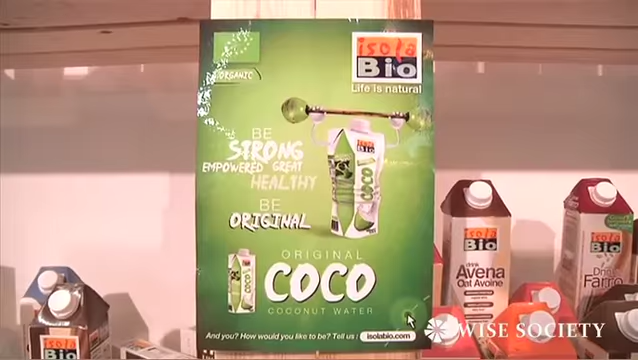 ORGANIC
isola
Bio
Life is natural
BE
STRONG
EMPOWERED GREAT
HEALTHY
BE
ORIGINAL
ORIGINAL
COCO
COCONUT WATER
And you? How would you like to be? Tell us : isolabio.com
COCO
isola
Bio
drink
Avena
Oat Avoine
isola
Bio
Drink
Farro
isola
Bio
WISE SOCIETY